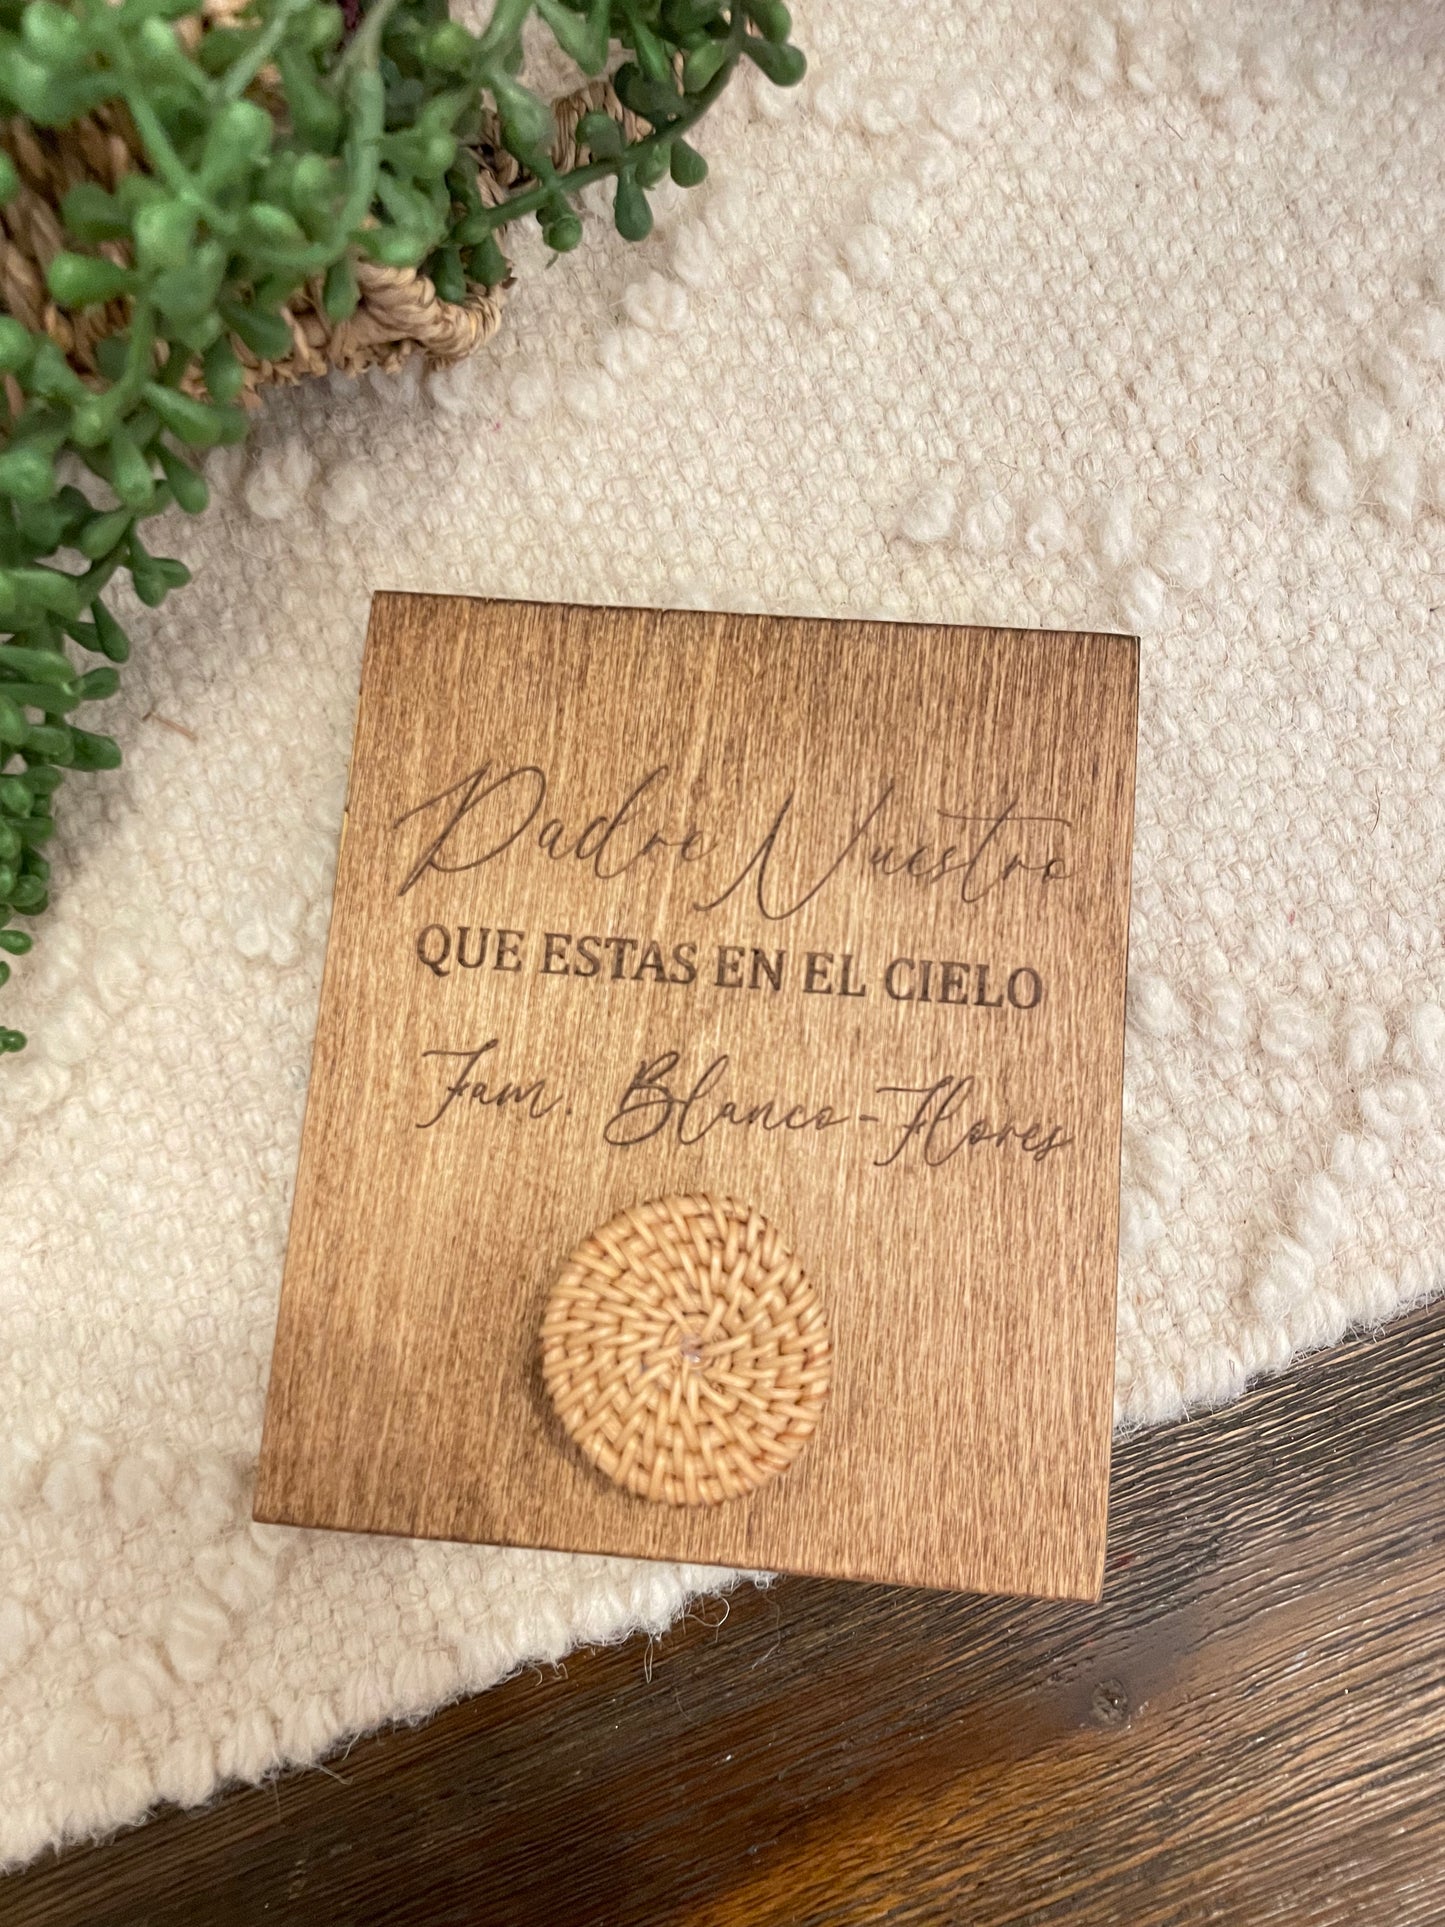 Padre Nuestro
QUE ESTAS EN EL CIELO
Fam. Blanco-Flores